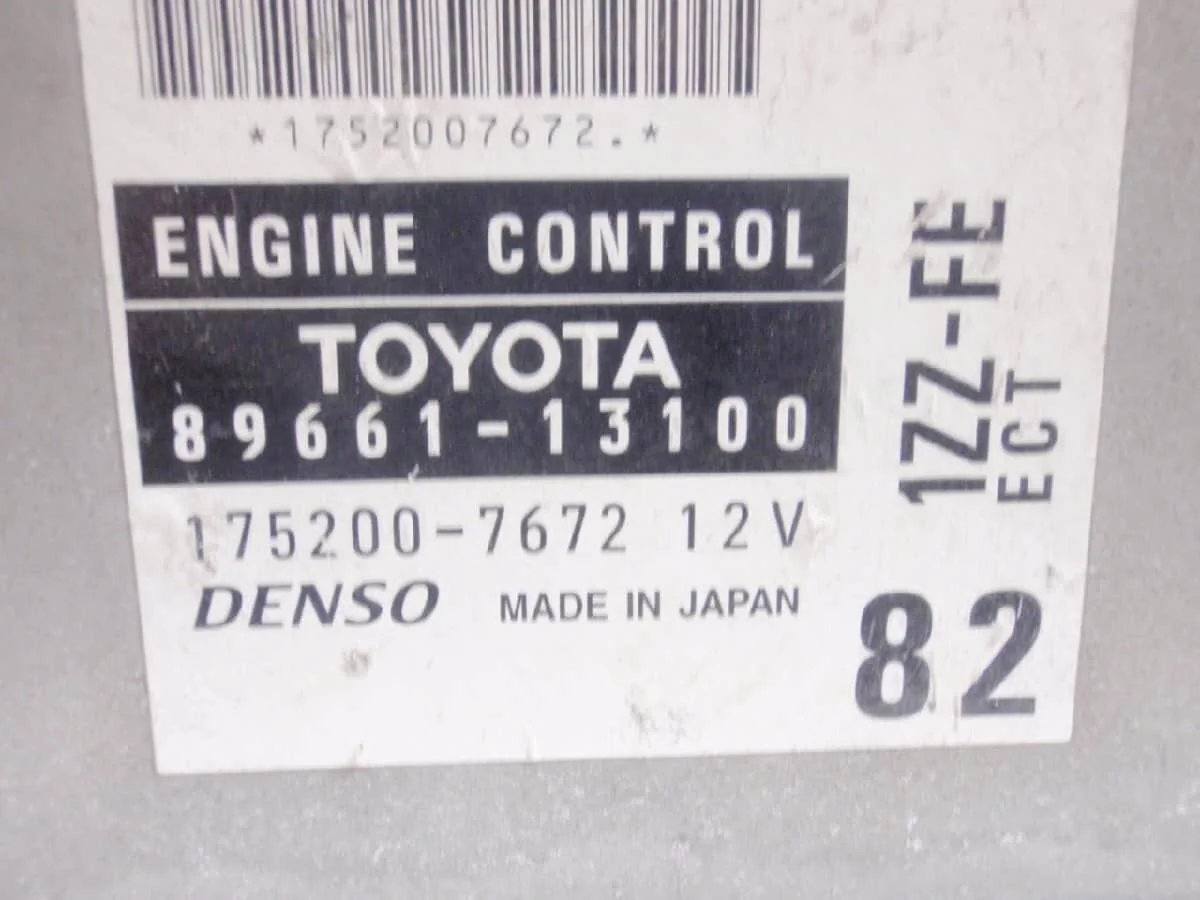 *1752007672.*
ENGINE CONTROL
TOYOTA
89661-13100
175200-7672 12V
DENSO MADE IN JAPAN
1ZZ-FE
ECT
82